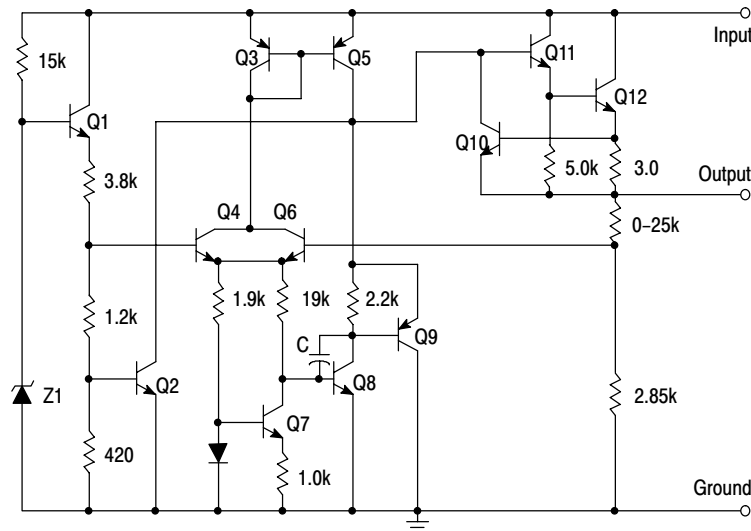 Input
15k
Q3
Q5
Q11
Q12
Q1
Q10
3.8k
5.0k
3.0
Output
Q4
Q6
0–25k
1.2k
1.9k
19k
2.2k
C
Q9
Z1
Q2
Q8
2.85k
Q7
420
1.0k
Ground